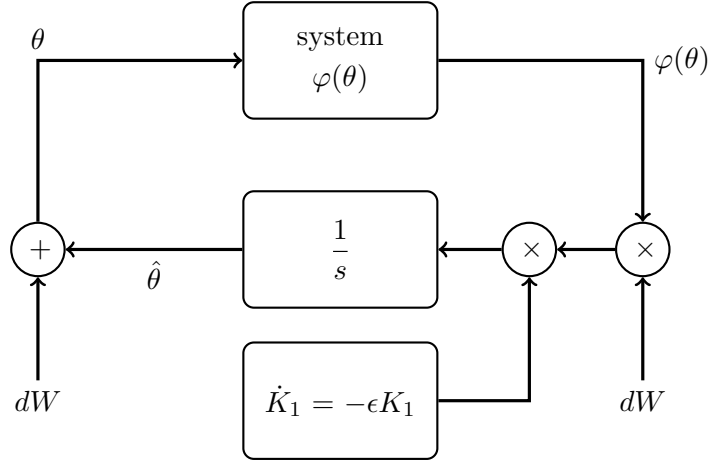 θ
system
φ(θ)
φ(θ)
+
θ̂
1
s
×
×
dW
K̇₁ = −ϵK₁
dW